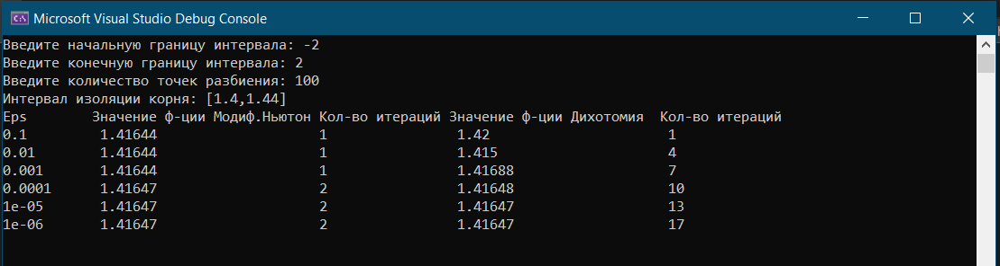 Microsoft Visual Studio Debug Console
Введите начальную границу интервала: -2
Введите конечную границу интервала: 2
Введите количество точек разбиения: 100
Интервал изоляции корня: [1.4,1.44]
Eps Значение ф-ции Модиф.Ньютон Кол-во итераций Значение ф-ции Дихотомия Кол-во итераций
0.1 1.41644 1 1.42 1
0.01 1.41644 1 1.415 4
0.001 1.41644 1 1.41688 7
0.0001 1.41647 2 1.41648 10
1e-05 1.41647 2 1.41647 13
1e-06 1.41647 2 1.41647 17